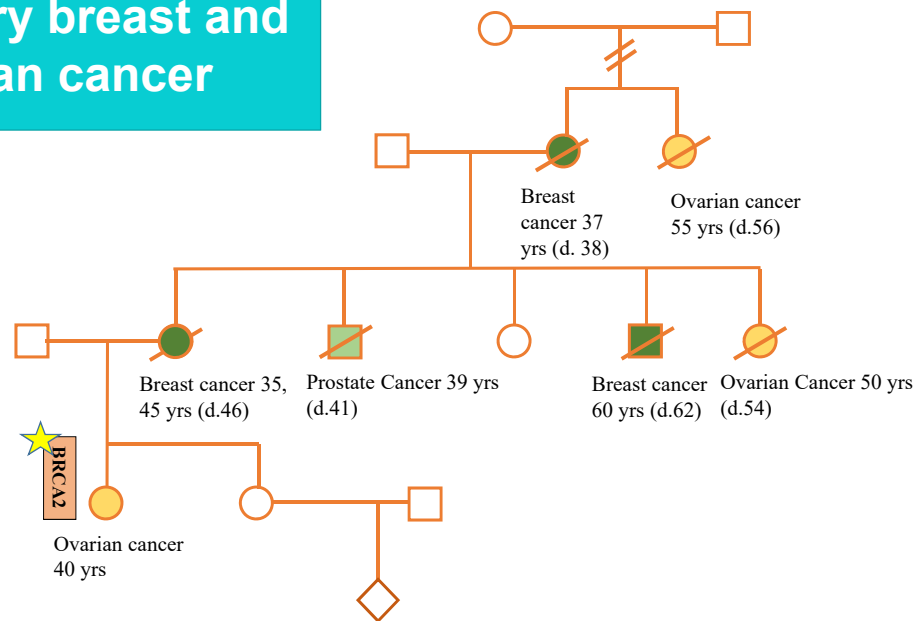 ry breast and
an cancer
Breast
cancer 37
yrs (d. 38)
Ovarian cancer
55 yrs (d.56)
Breast cancer 35,
45 yrs (d.46)
Prostate Cancer 39 yrs
(d.41)
Breast cancer
60 yrs (d.62)
Ovarian Cancer 50 yrs
(d.54)
BRCA2
Ovarian cancer
40 yrs